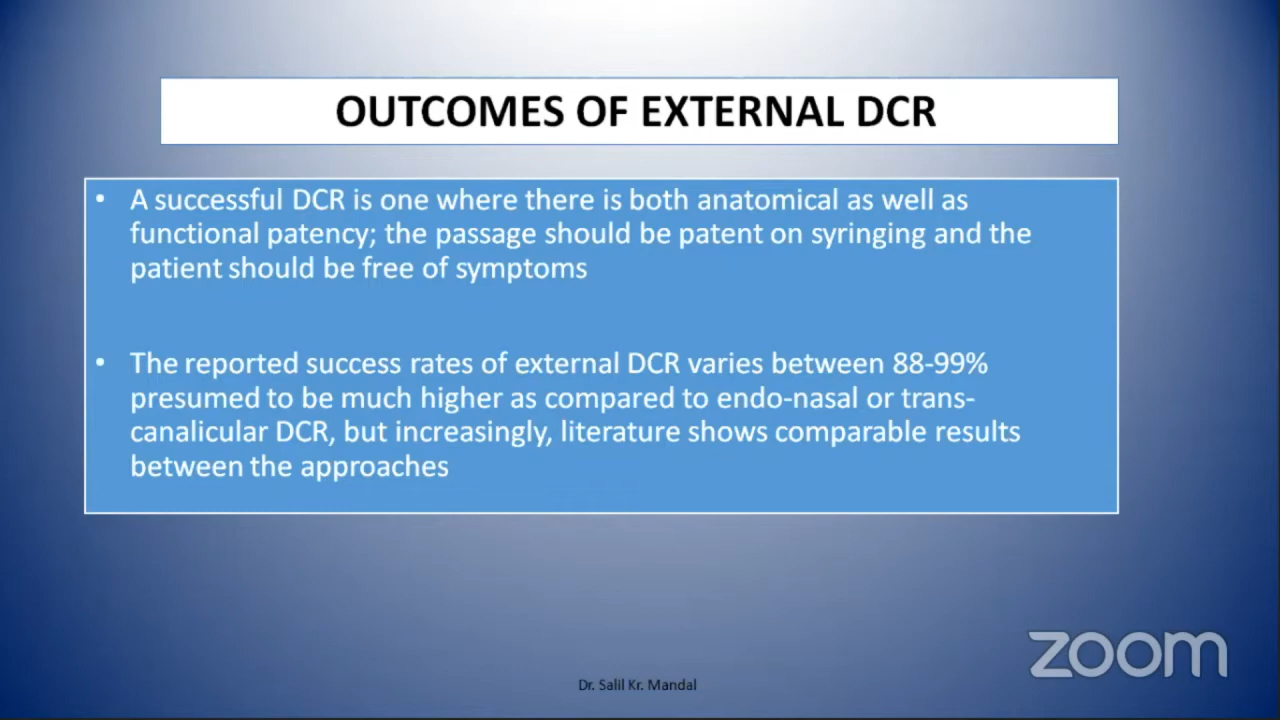 OUTCOMES OF EXTERNAL DCR
• A successful DCR is one where there is both anatomical as well as
functional patency; the passage should be patent on syringing and the
patient should be free of symptoms
• The reported success rates of external DCR varies between 88-99%
presumed to be much higher as compared to endo-nasal or trans-
canalicular DCR, but increasingly, literature shows comparable results
between the approaches
zoom
Dr. Salil Kr. Mandal